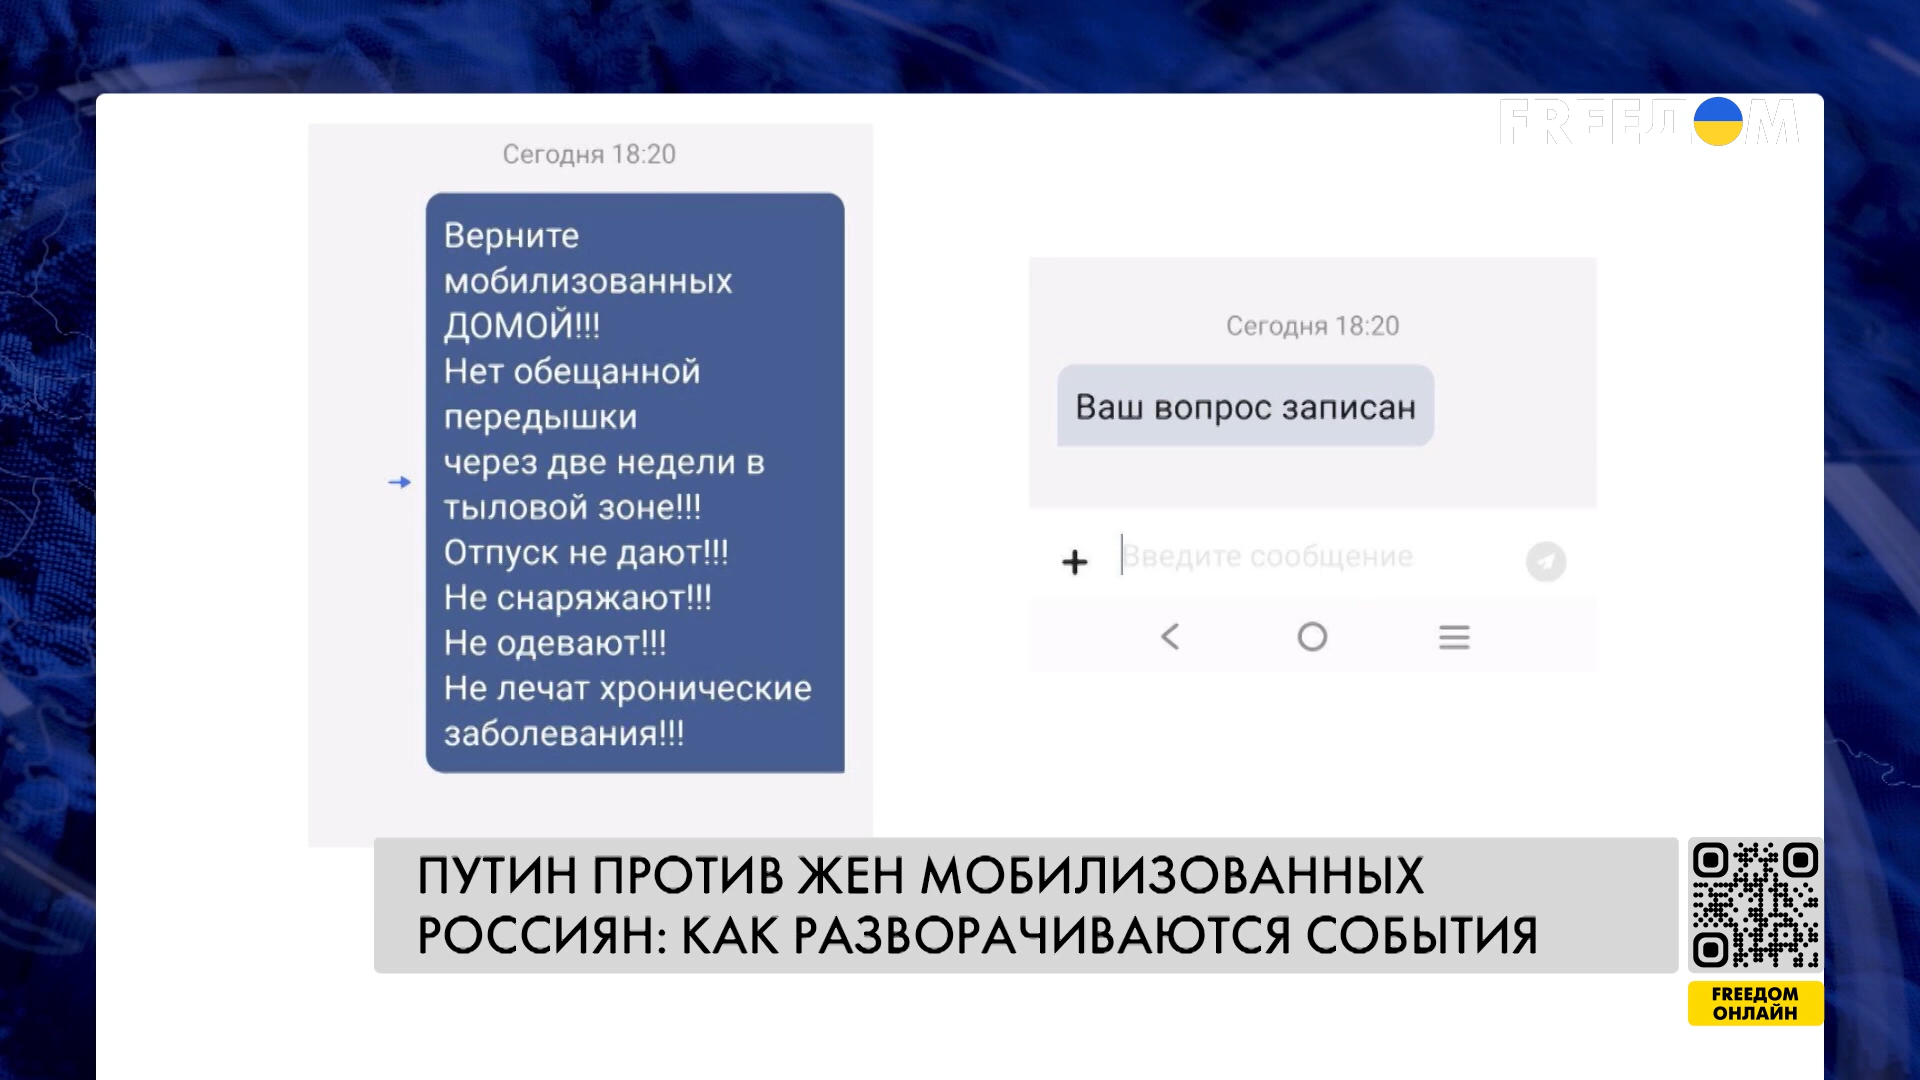 FREEДOM
Сегодня 18:20
Верните
мобилизованных
ДОМОЙ!!!
Нет обещанной
передышки
через две недели в
тыловой зоне!!!
Отпуск не дают!!!
Не снаряжают!!!
Не одевают!!!
Не лечат хронические
заболевания!!!
Сегодня 18:20
Ваш вопрос записан
Введите сообщение
ПУТИН ПРОТИВ ЖЕН МОБИЛИЗОВАННЫХ
РОССИЯН: КАК РАЗВОРАЧИВАЮТСЯ СОБЫТИЯ
FREEДОМ
ОНЛАЙН